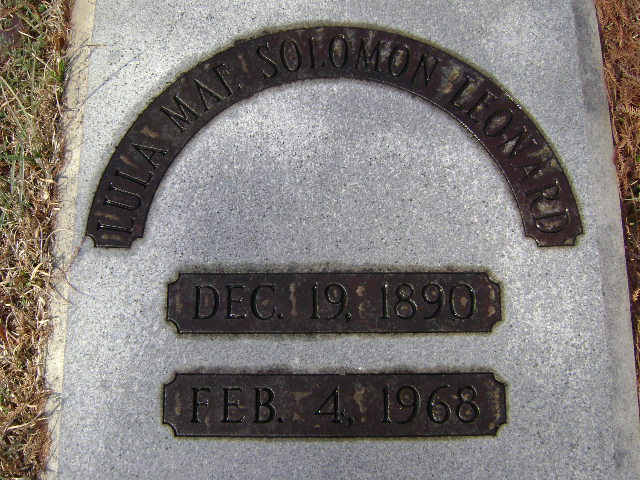 LULA MAE SOLOMON LEONARD
DEC. 19, 1890
FEB. 4, 1968